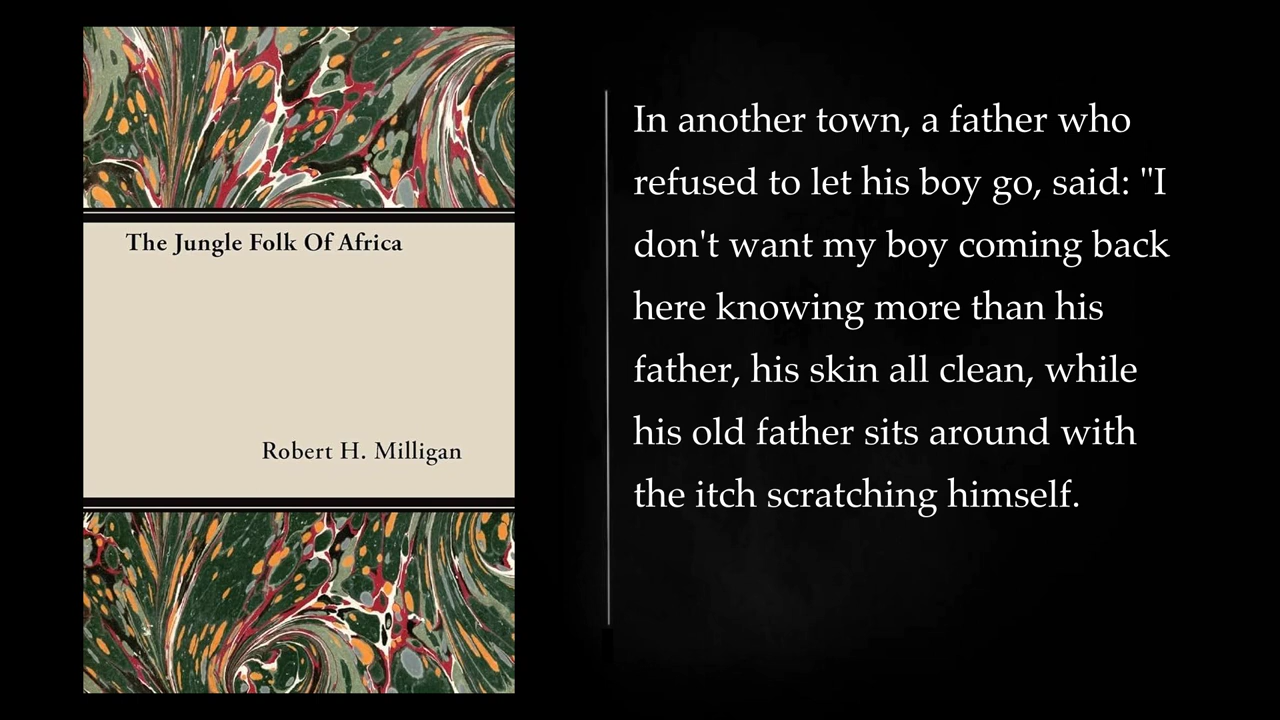 The Jungle Folk Of Africa
Robert H. Milligan
In another town, a father who
refused to let his boy go, said: "I
don't want my boy coming back
here knowing more than his
father, his skin all clean, while
his old father sits around with
the itch scratching himself.